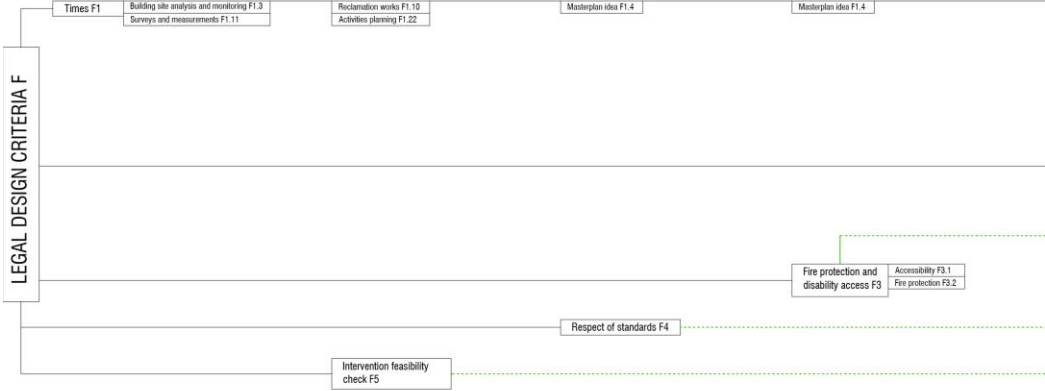 Times F1
Building site analysis and monitoring F1.3
Surveys and measurements F1.11
Reclamation works F1.10
Activities planning F1.22
Masterplan idea F1.4
Masterplan idea F1.4
LEGAL DESIGN CRITERIA F
Fire protection and
disability access F3
Accessibility F3.1
Fire protection F3.2
Respect of standards F4
Intervention feasibility
check F5